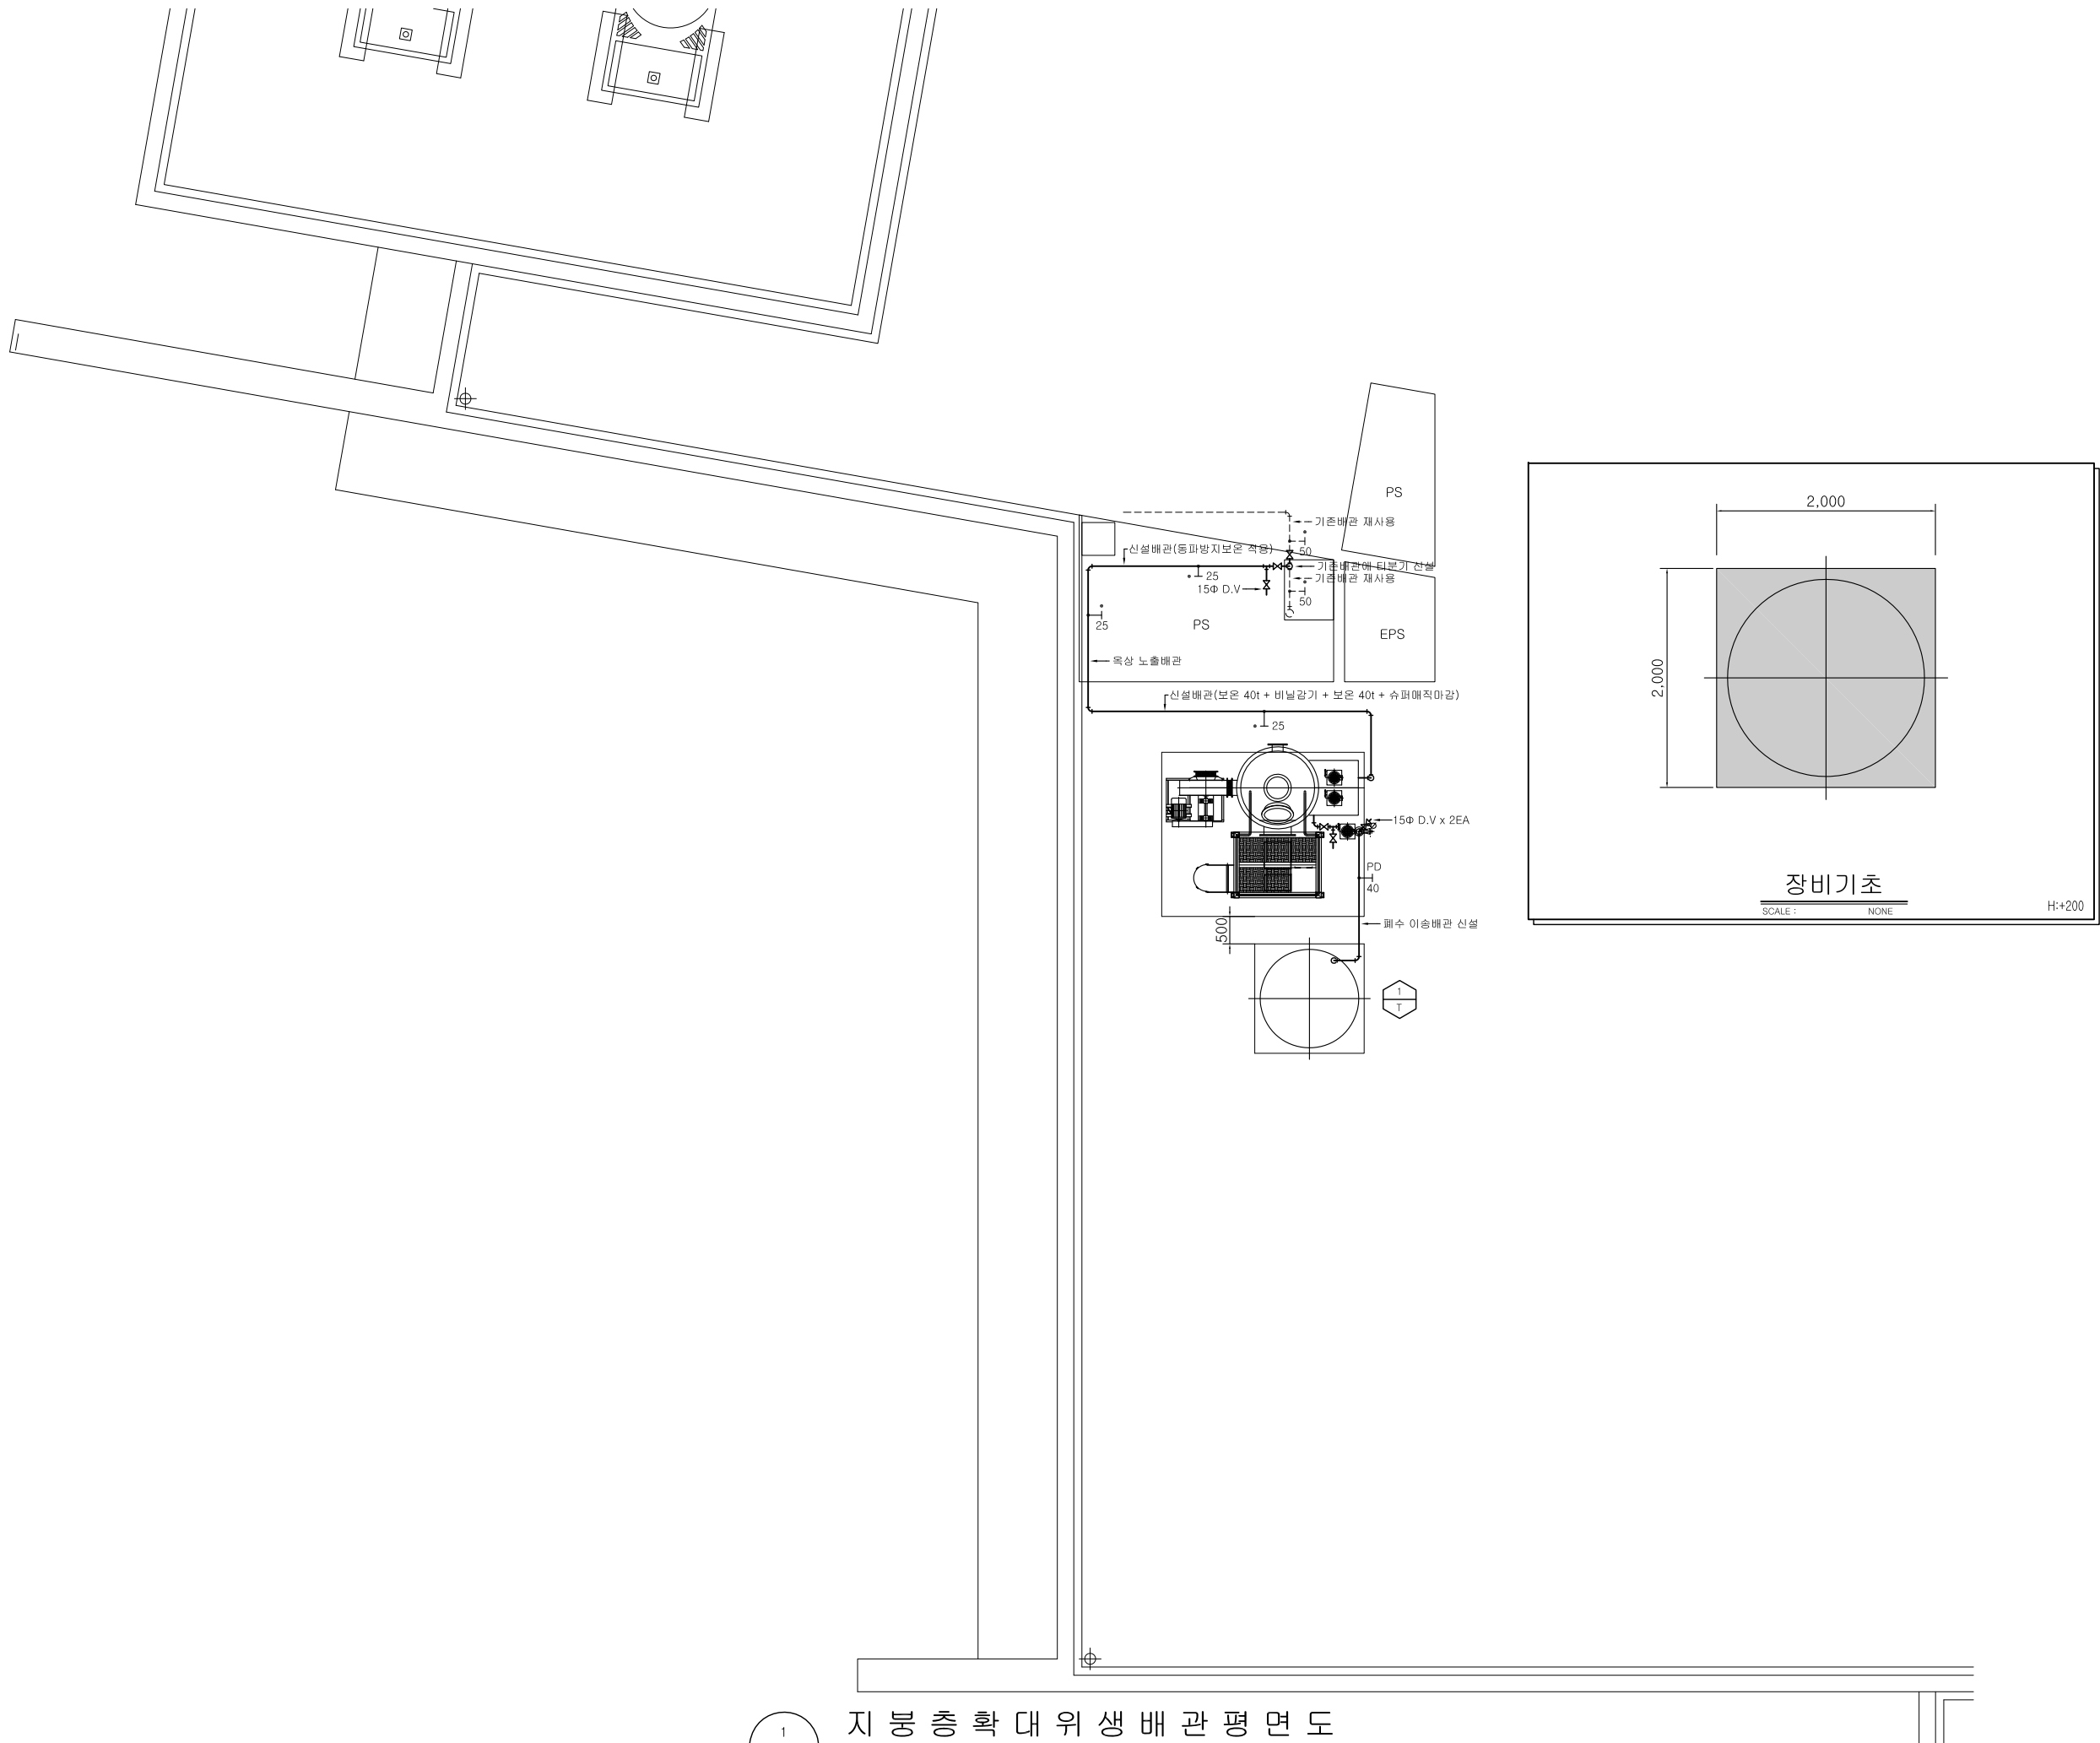 PS
기존배관 재사용
50
신설배관(동파방지보온 적용)
25
기존배관에 티분기 신설
기존배관 재사용
15Φ D.V
50
25
PS
EPS
옥상 노출배관
신설배관(보온 40t + 비닐감기 + 보온 40t + 슈퍼매직마감)
25
15Φ D.V x 2EA
PD
40
500
폐수 이송배관 신설
1
T
2,000
2,000
장비기초
SCALE : NONE
H:+200
1
지붕층확대위생배관평면도